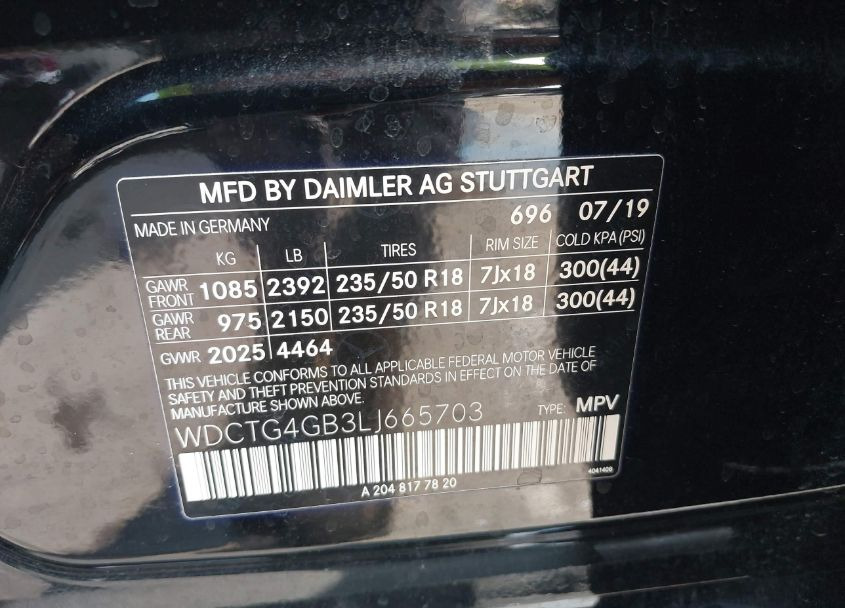 MFD BY DAIMLER AG STUTTGART
MADE IN GERMANY 696 07/19
KG LB TIRES RIM SIZE COLD KPA (PSI)
GAWR FRONT 1085 2392 235/50 R18 7Jx18 300(44)
GAWR REAR 975 2150 235/50 R18 7Jx18 300(44)
GVWR 2025 4464
THIS VEHICLE CONFORMS TO ALL APPLICABLE FEDERAL MOTOR VEHICLE
SAFETY AND THEFT PREVENTION STANDARDS IN EFFECT ON THE DATE OF
MANUFACTURE SHOWN ABOVE.
WDCTG4GB3LJ665703 TYPE: MPV
4041408
A 204 817 78 20